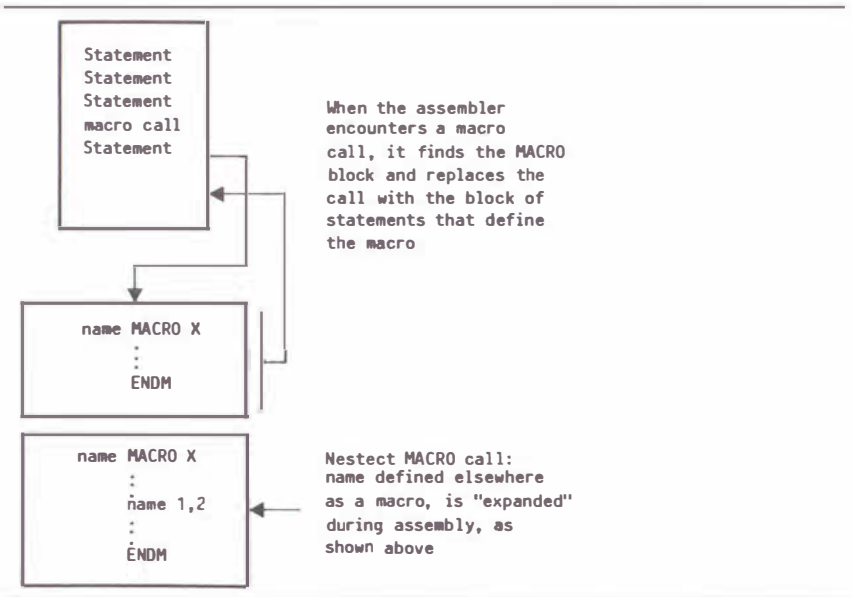 Statement
Statement
Statement
macro call
Statement
When the assembler
encounters a macro
call, it finds the MACRO
block and replaces the
call with the block of
statements that define
the macro
name MACRO X
:
:
ENDM
name MACRO X
:
name 1,2
:
:
ENDM
Nestect MACRO call:
name defined elsewhere
as a macro, is "expanded"
during assembly, as
shown above